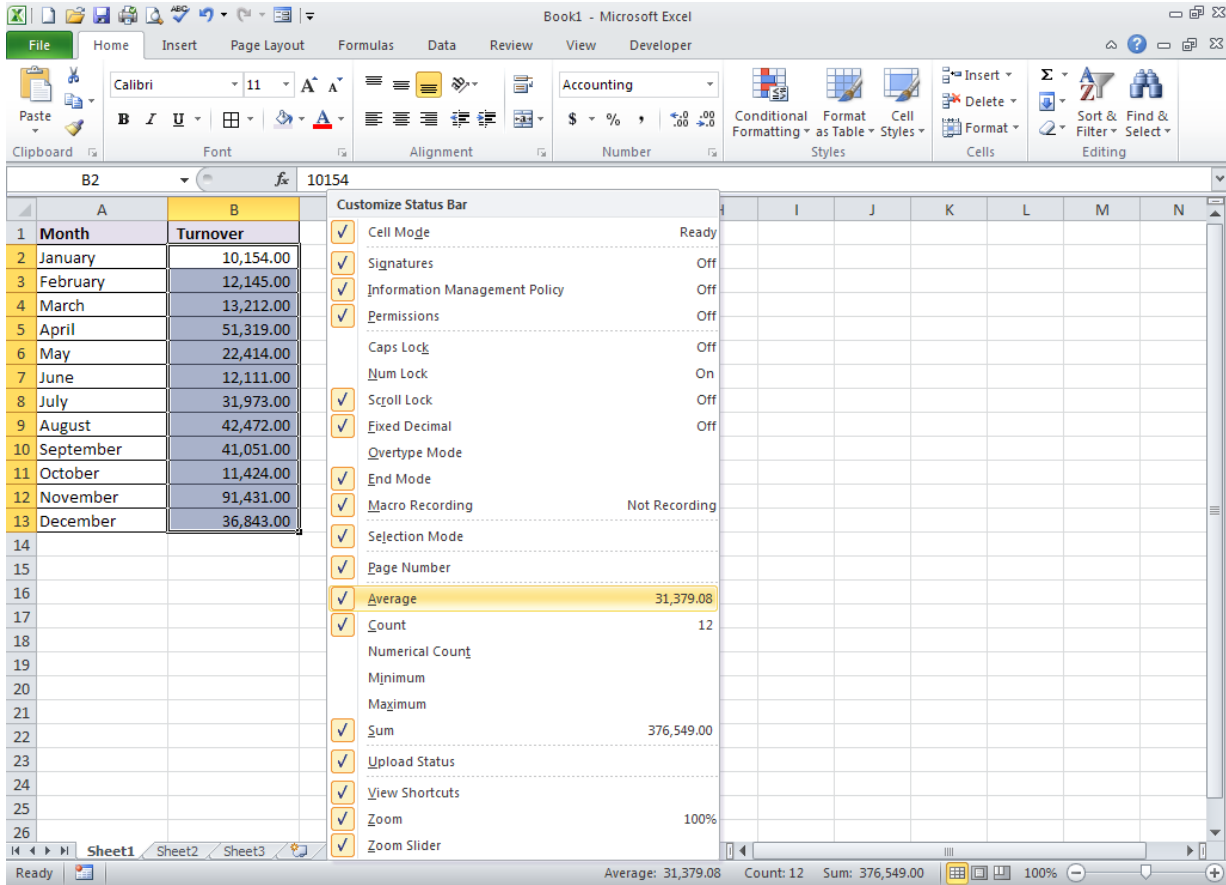 Book1 - Microsoft Excel
File Home Insert Page Layout Formulas Data Review View Developer
Calibri 11 A A Accounting
Paste
B I U A $ % , .00 .0 .00
Conditional Formatting Format as Table Cell Styles
Insert
Delete
Format
Σ
Sort & Filter Find & Select
Clipboard Font Alignment Number Styles Cells Editing
B2 fx 10154
A B H I J K L M N
1 Month Turnover
2 January 10,154.00
3 February 12,145.00
4 March 13,212.00
5 April 51,319.00
6 May 22,414.00
7 June 12,111.00
8 July 31,973.00
9 August 42,472.00
10 September 41,051.00
11 October 11,424.00
12 November 91,431.00
13 December 36,843.00
14
15
16
17
18
19
20
21
22
23
24
25
26
Customize Status Bar
Cell Mode Ready
Signatures Off
Information Management Policy Off
Permissions Off
Caps Lock Off
Num Lock On
Scroll Lock Off
Fixed Decimal Off
Overtype Mode
End Mode
Macro Recording Not Recording
Selection Mode
Page Number
Average 31,379.08
Count 12
Numerical Count
Minimum
Maximum
Sum 376,549.00
Upload Status
View Shortcuts
Zoom 100%
Zoom Slider
Sheet1 Sheet2 Sheet3
Ready Average: 31,379.08 Count: 12 Sum: 376,549.00 100%